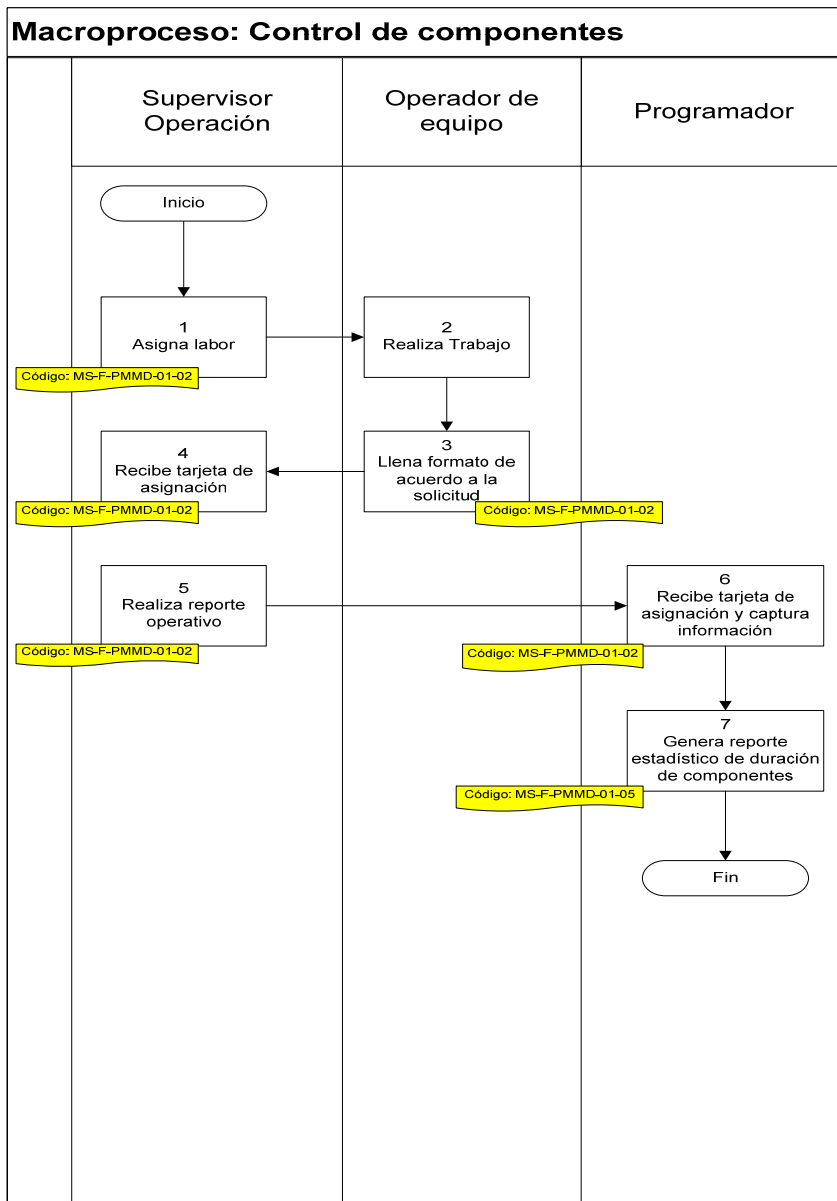 Macroproceso: Control de componentes
Supervisor
Operación
Operador de
equipo
Programador
Inicio
1
Asigna labor
Código: MS-F-PMMD-01-02
2
Realiza Trabajo
4
Recibe tarjeta de
asignación
Código: MS-F-PMMD-01-02
3
Llena formato de
acuerdo a la
solicitud
Código: MS-F-PMMD-01-02
5
Realiza reporte
operativo
Código: MS-F-PMMD-01-02
6
Recibe tarjeta de
asignación y captura
información
Código: MS-F-PMMD-01-02
7
Genera reporte
estadístico de duración
de componentes
Código: MS-F-PMMD-01-05
Fin